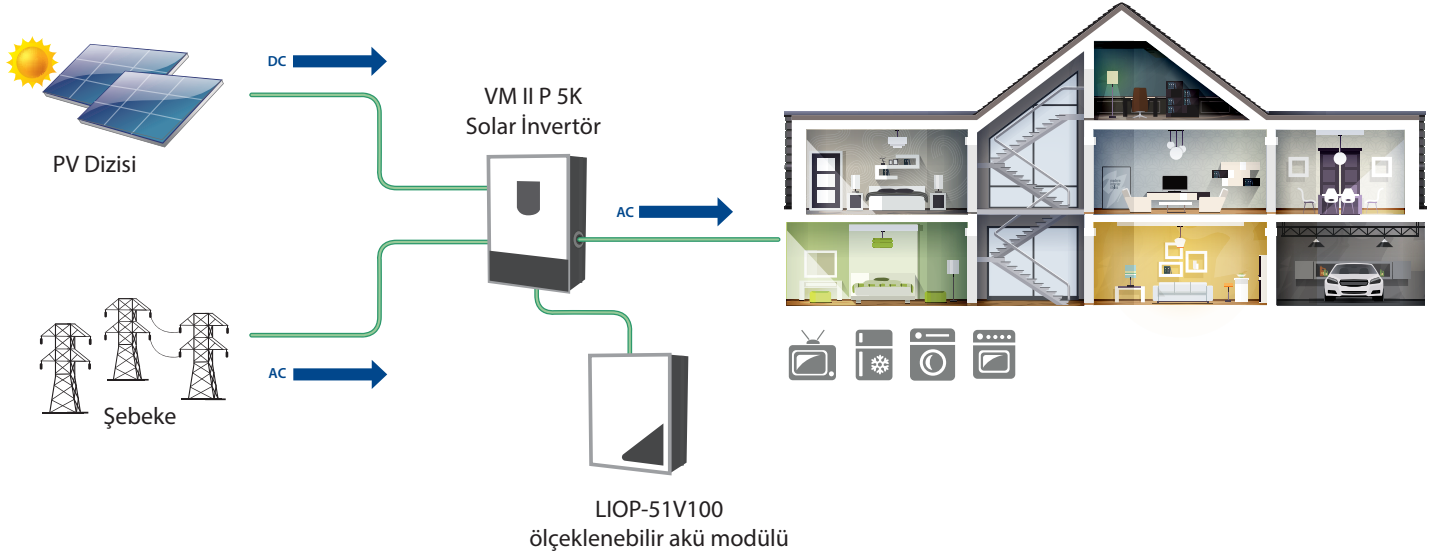 DC
PV Dizisi
VM II P 5K
Solar İnvertör
AC
AC
Şebeke
LIOP-51V100
ölçeklenebilir akü modülü